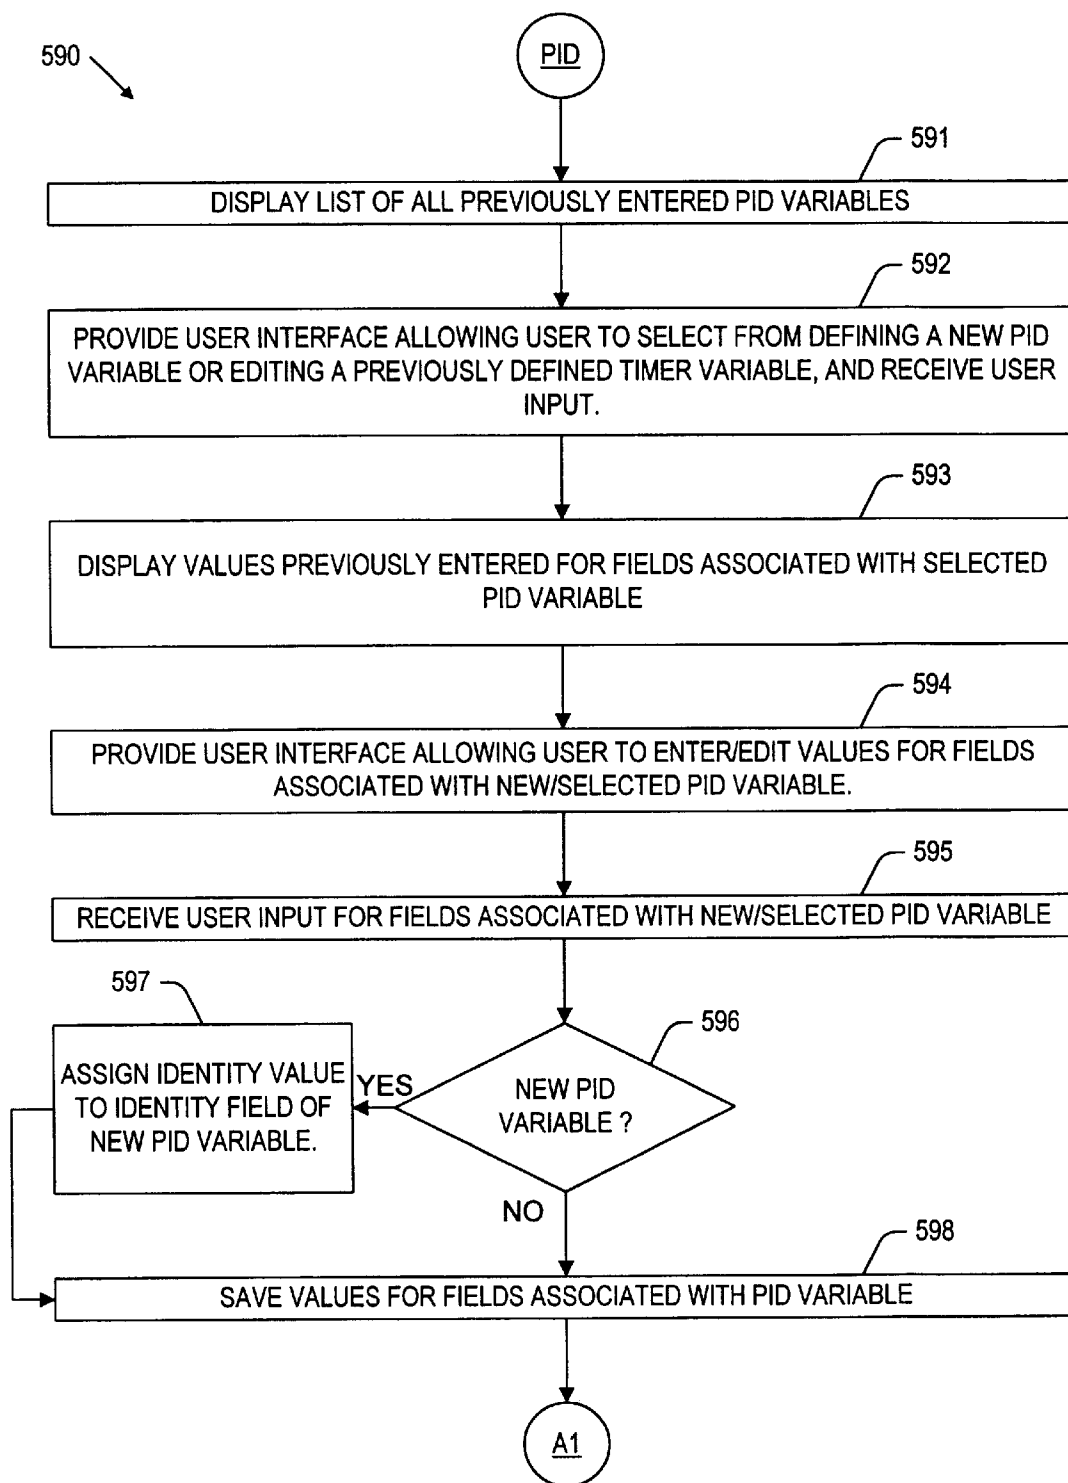 590
PID
591
DISPLAY LIST OF ALL PREVIOUSLY ENTERED PID VARIABLES
592
PROVIDE USER INTERFACE ALLOWING USER TO SELECT FROM DEFINING A NEW PID
VARIABLE OR EDITING A PREVIOUSLY DEFINED TIMER VARIABLE, AND RECEIVE USER
INPUT.
593
DISPLAY VALUES PREVIOUSLY ENTERED FOR FIELDS ASSOCIATED WITH SELECTED
PID VARIABLE
594
PROVIDE USER INTERFACE ALLOWING USER TO ENTER/EDIT VALUES FOR FIELDS
ASSOCIATED WITH NEW/SELECTED PID VARIABLE.
595
RECEIVE USER INPUT FOR FIELDS ASSOCIATED WITH NEW/SELECTED PID VARIABLE
597
596
ASSIGN IDENTITY VALUE
TO IDENTITY FIELD OF
NEW PID VARIABLE.
YES
NEW PID
VARIABLE ?
NO
598
SAVE VALUES FOR FIELDS ASSOCIATED WITH PID VARIABLE
A1